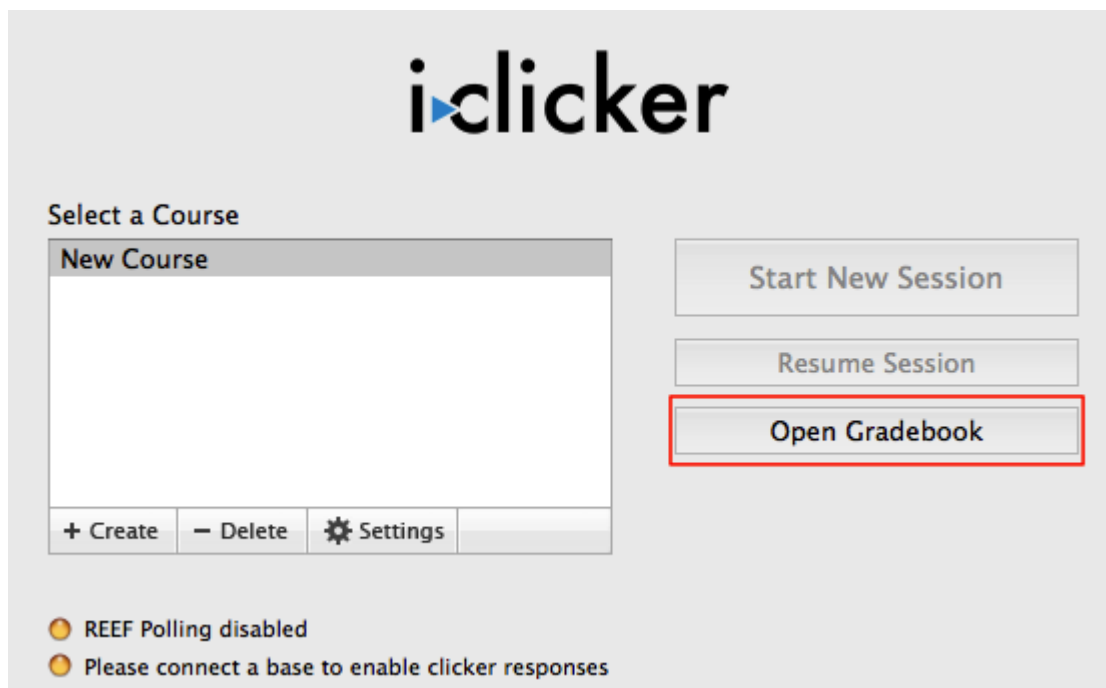 i clicker
Select a Course
New Course
Start New Session
Resume Session
Open Gradebook
+ Create
− Delete
Settings
REEF Polling disabled
Please connect a base to enable clicker responses